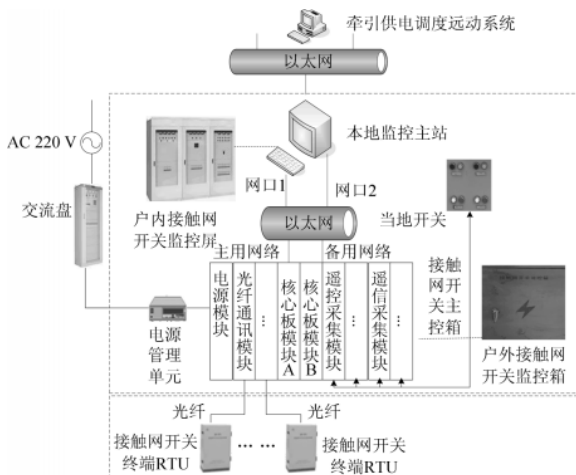 牵引供电调度远动系统
以太网
AC 220 V
本地监控主站
网口1
网口2
交流盘
户内接触网
开关监控屏
以太网
当地开关
主用网络
备用网络
电源模块
光纤通讯模块
⋮
核心板模块A
核心板模块B
遥控采集模块
⋮
遥信采集模块
⋮
接触
网开
关主
控箱
电源
管理
单元
户外接触网
开关监控箱
光纤
光纤
接触网开关
终端RTU
… …
接触网开关
终端RTU